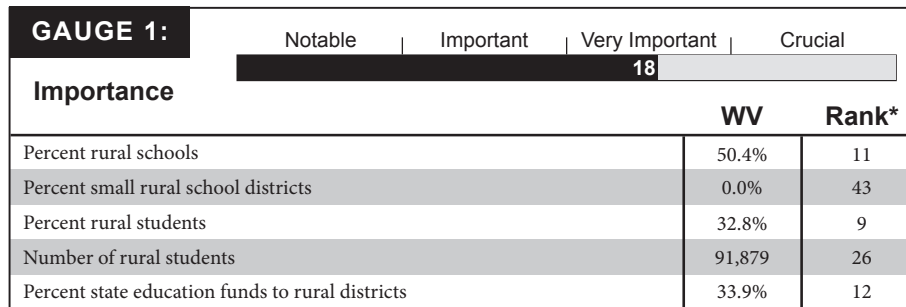 GAUGE 1:
Notable Important Very Important Crucial
18
Importance
WV Rank*
Percent rural schools 50.4% 11
Percent small rural school districts 0.0% 43
Percent rural students 32.8% 9
Number of rural students 91,879 26
Percent state education funds to rural districts 33.9% 12